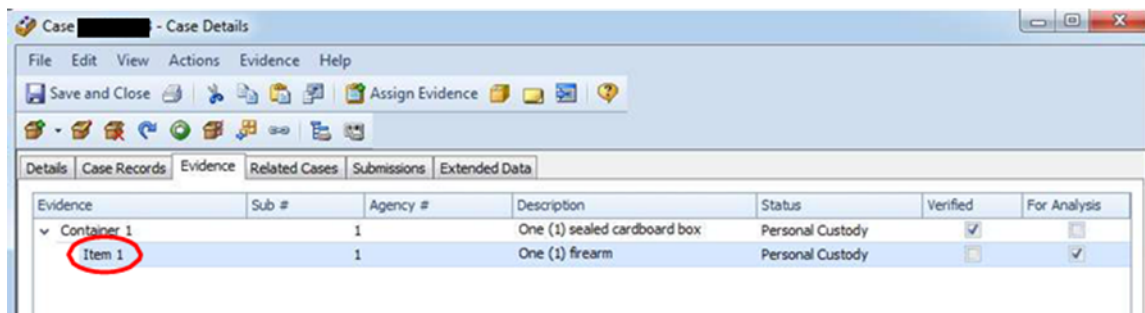 Case - Case Details
File Edit View Actions Evidence Help
Save and Close Assign Evidence
Details Case Records Evidence Related Cases Submissions Extended Data
Evidence Sub # Agency # Description Status Verified For Analysis
Container 1 1 One (1) sealed cardboard box Personal Custody
Item 1 1 One (1) firearm Personal Custody